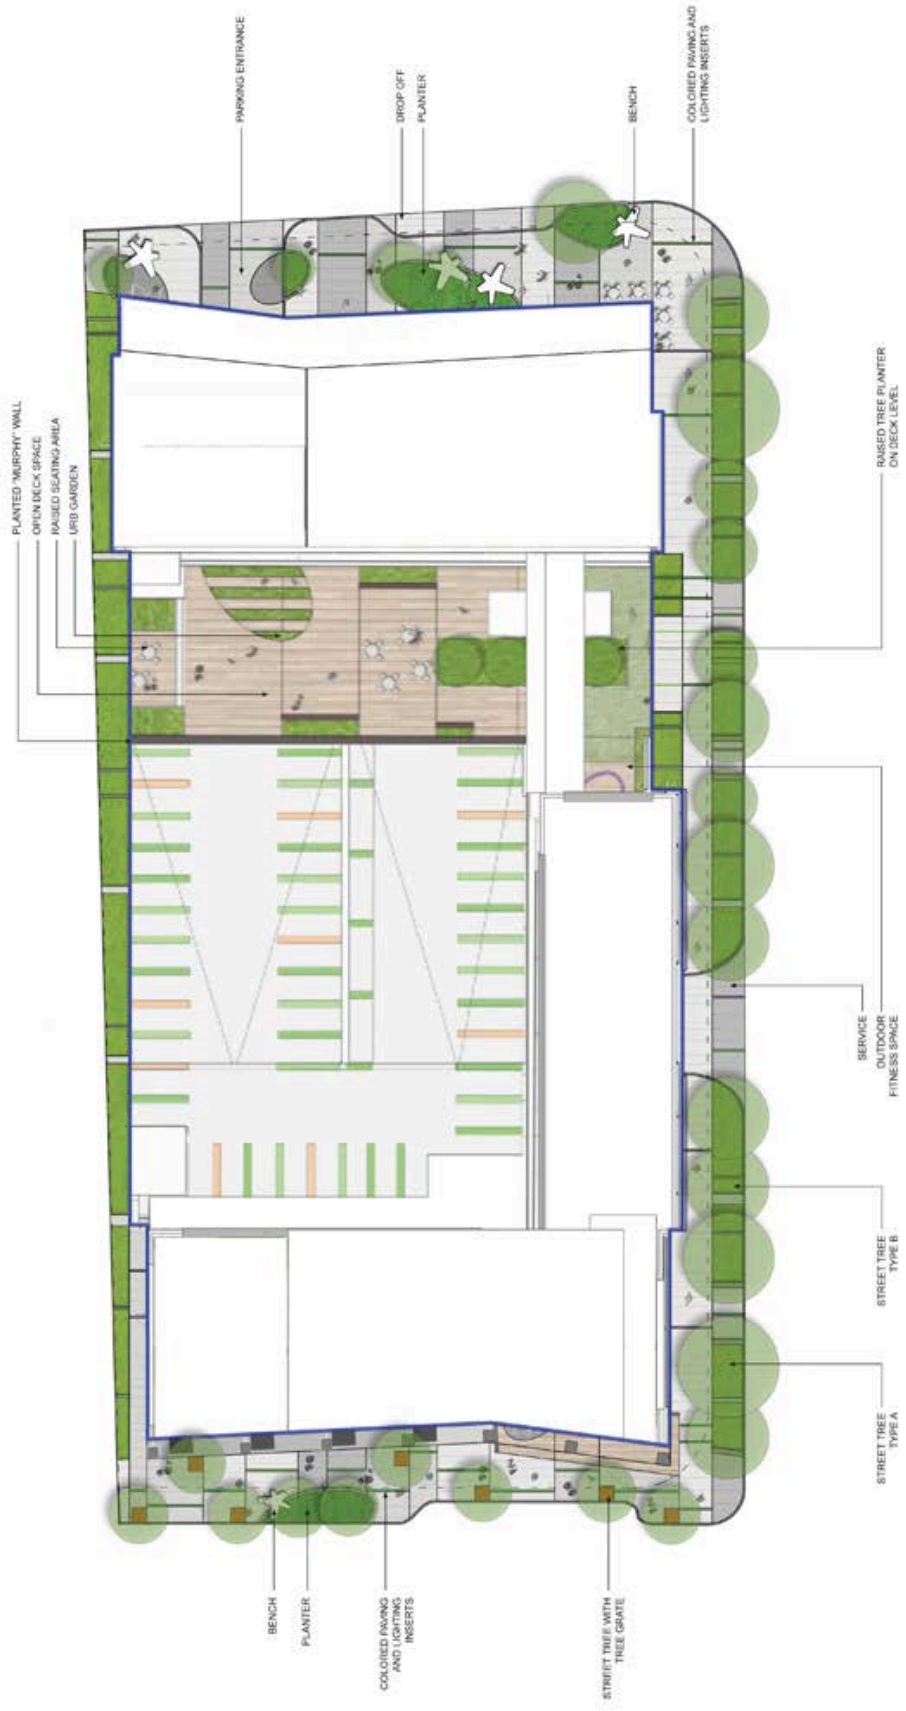 PLANTED "MURPHY" WALL
OPEN DECK SPACE
RAISED SEATING AREA
URB GARDEN
PARKING ENTRANCE
DROP OFF
PLANTER
BENCH
COLORED PAVING AND
LIGHTING INSERTS
BENCH
PLANTER
COLORED PAVING
AND LIGHTING
INSERTS
STREET TREE WITH
TREE GRATE
STREET TREE
TYPE A
STREET TREE
TYPE B
SERVICE
OUTDOOR
FITNESS SPACE
RAISED TREE PLANTER
ON DECK LEVEL